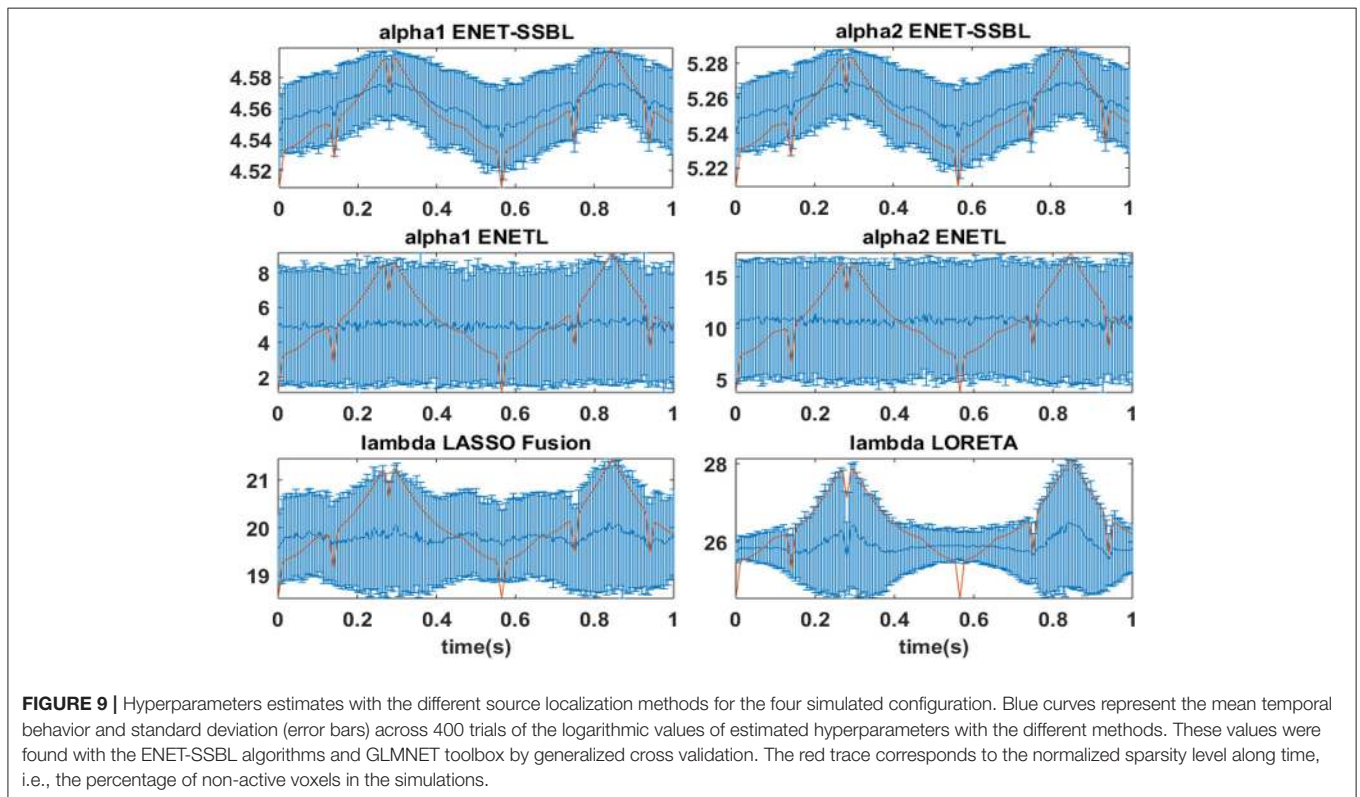 alpha1 ENET-SSBL
4.58
4.56
4.54
4.52
0 0.2 0.4 0.6 0.8 1
alpha2 ENET-SSBL
5.28
5.26
5.24
5.22
0 0.2 0.4 0.6 0.8 1
alpha1 ENETL
8
6
4
2
0 0.2 0.4 0.6 0.8 1
alpha2 ENETL
15
10
5
0 0.2 0.4 0.6 0.8 1
lambda LASSO Fusion
21
20
19
0 0.2 0.4 0.6 0.8 1
time(s)
lambda LORETA
28
26
0 0.2 0.4 0.6 0.8 1
time(s)
FIGURE 9 | Hyperparameters estimates with the different source localization methods for the four simulated configuration. Blue curves represent the mean temporal
behavior and standard deviation (error bars) across 400 trials of the logarithmic values of estimated hyperparameters with the different methods. These values were
found with the ENET-SSBL algorithms and GLMNET toolbox by generalized cross validation. The red trace corresponds to the normalized sparsity level along time,
i.e., the percentage of non-active voxels in the simulations.